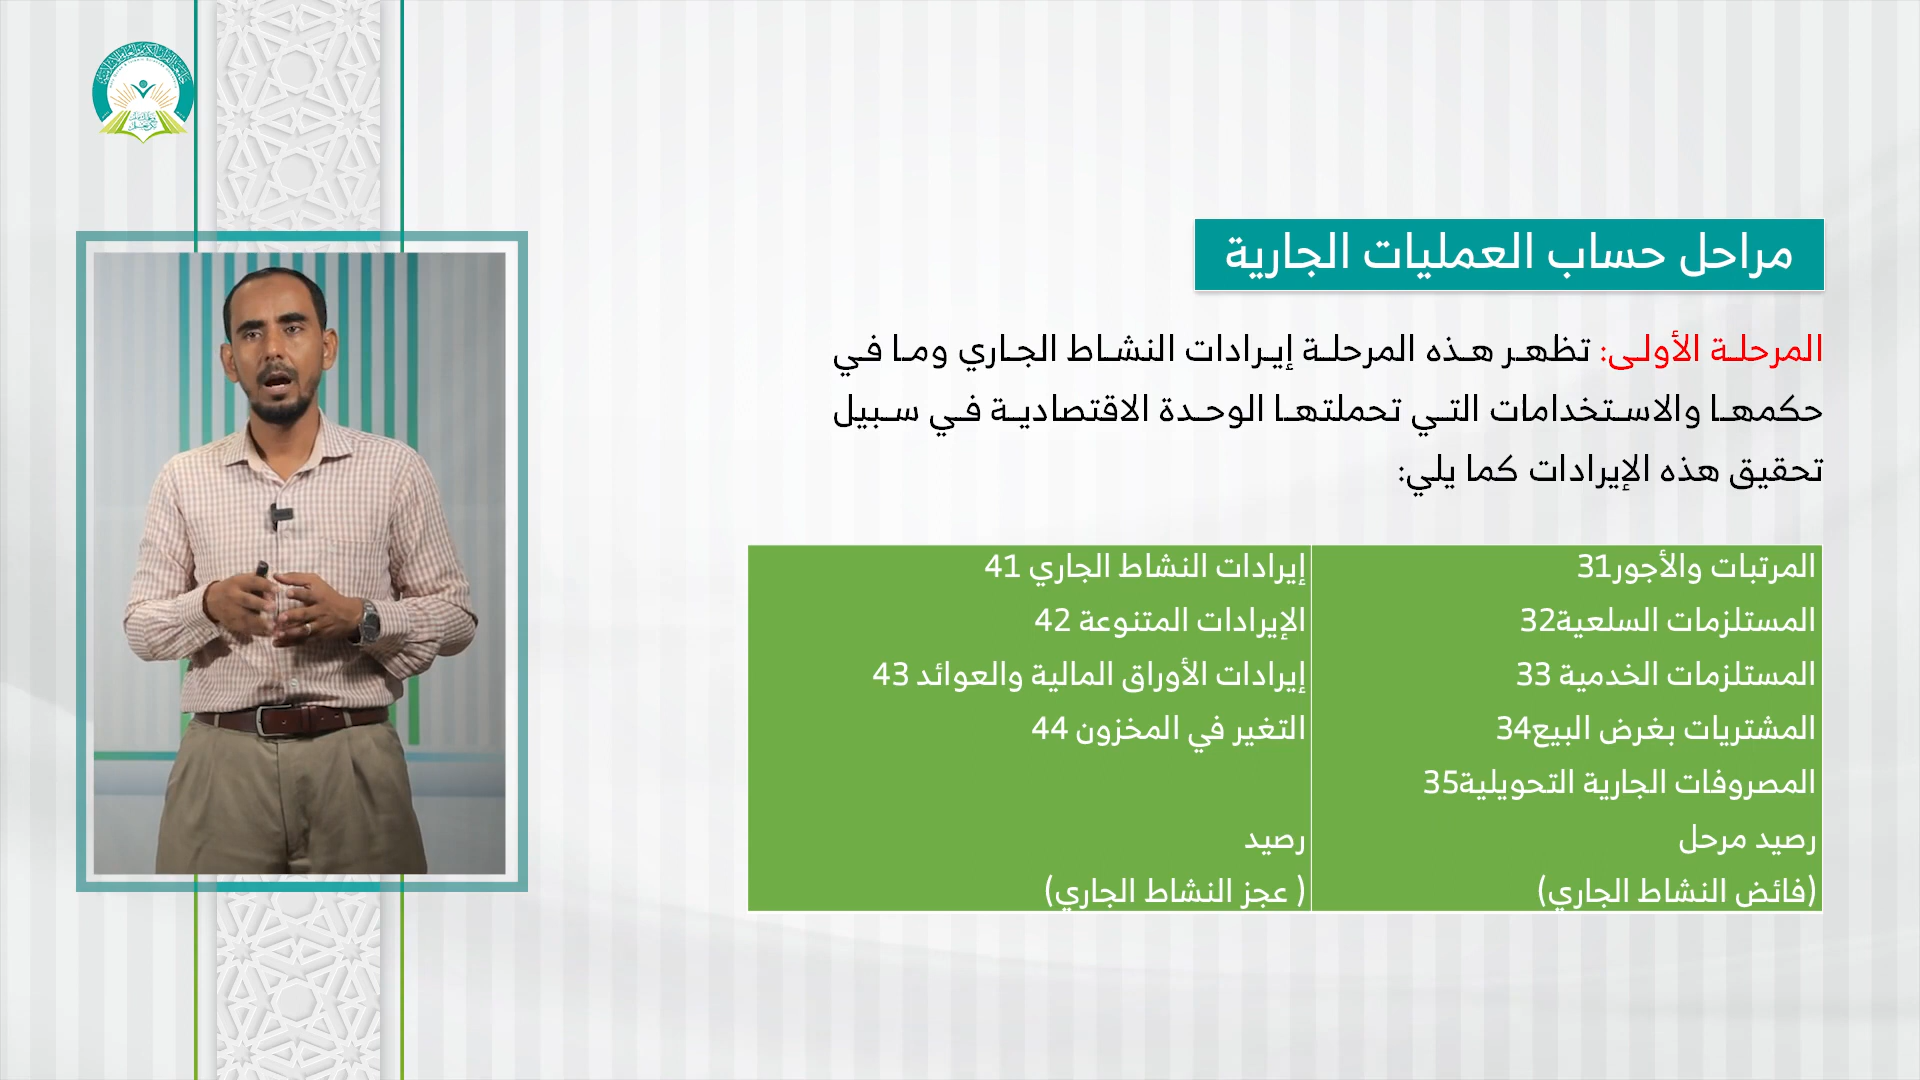 مراحل حساب العمليات الجارية
المرحلة الأولى: تظهر هذه المرحلة إيرادات النشاط الجاري وما في
حكمها والاستخدامات التي تحملتها الوحدة الاقتصادية في سبيل
تحقيق هذه الإيرادات كما يلي:
المرتبات والأجور31
المستلزمات السلعية32
المستلزمات الخدمية 33
المشتريات بغرض البيع34
المصروفات الجارية التحويلية35
رصيد مرحل
(فائض النشاط الجاري)
إيرادات النشاط الجاري 41
الإيرادات المتنوعة 42
إيرادات الأوراق المالية والعوائد 43
التغير في المخزون 44
رصيد
( عجز النشاط الجاري)